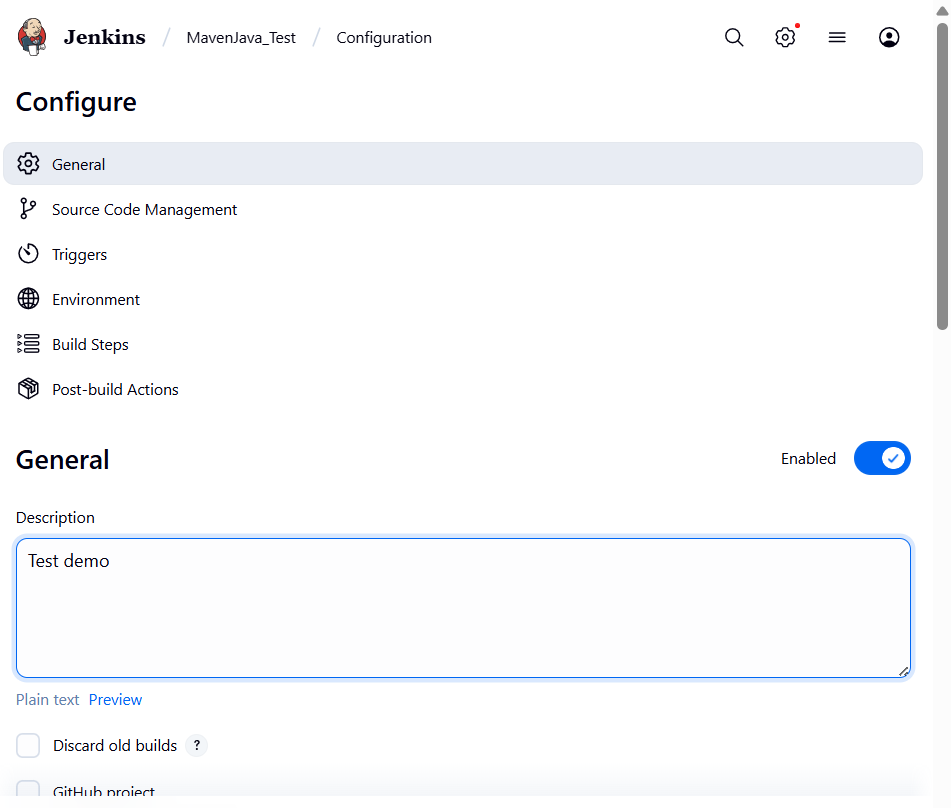 Jenkins / MavenJava_Test / Configuration
Configure
General
Source Code Management
Triggers
Environment
Build Steps
Post-build Actions
General
Enabled
Description
Test demo
Plain text Preview
Discard old builds ?
GitHub project